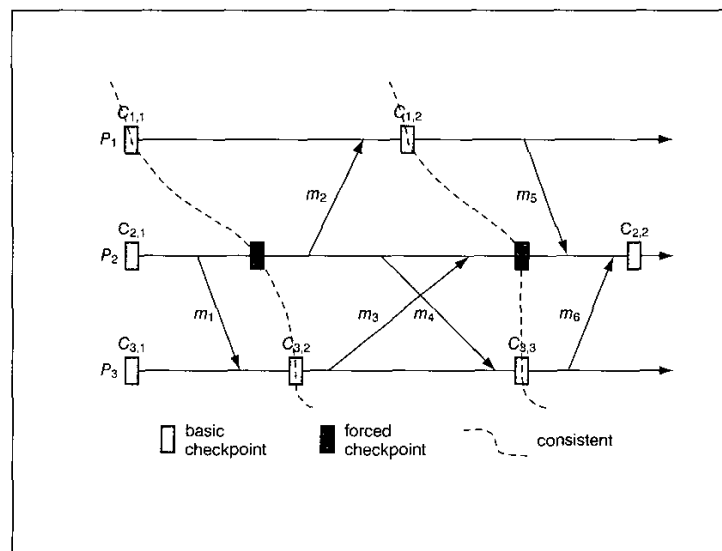 C1,1
C1,2
P1
m2
m5
C2,1
C2,2
P2
m1
m3
m4
m6
C3,1
C3,2
C3,3
P3
basic
checkpoint
forced
checkpoint
consistent